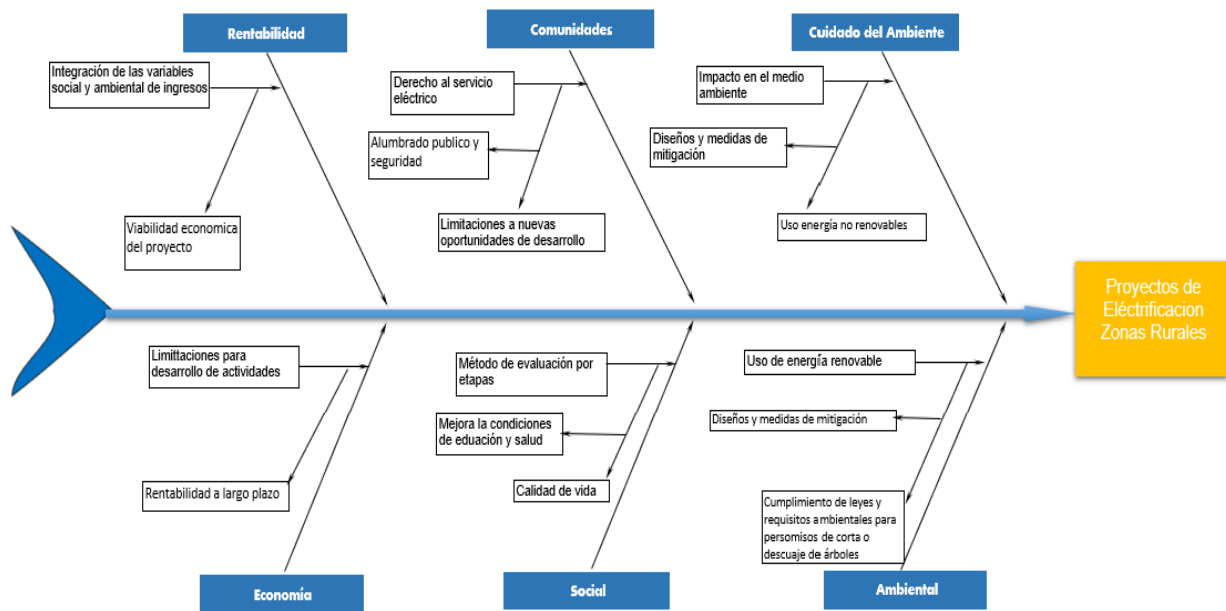 Rentabilidad
Comunidades
Cuidado del Ambiente
Integración de las variables
social y ambiental de ingresos
Derecho al servicio
eléctrico
Impacto en el medio
ambiente
Alumbrado publico y
seguridad
Diseños y medidas de
mitigación
Viabilidad economica
del proyecto
Limitaciones a nuevas
oportunidades de desarrollo
Uso energía no renovables
Proyectos de
Eléctrificacion
Zonas Rurales
Limittaciones para
desarrollo de actividades
Método de evaluación por
etapas
Uso de energía renovable
Mejora la condiciones
de eduación y salud
Diseños y medidas de mitigación
Rentabilidad a largo plazo
Calidad de vida
Cumplimiento de leyes y
requisitos ambientales para
persomisos de corta o
descuaje de árboles
Economía
Social
Ambiental